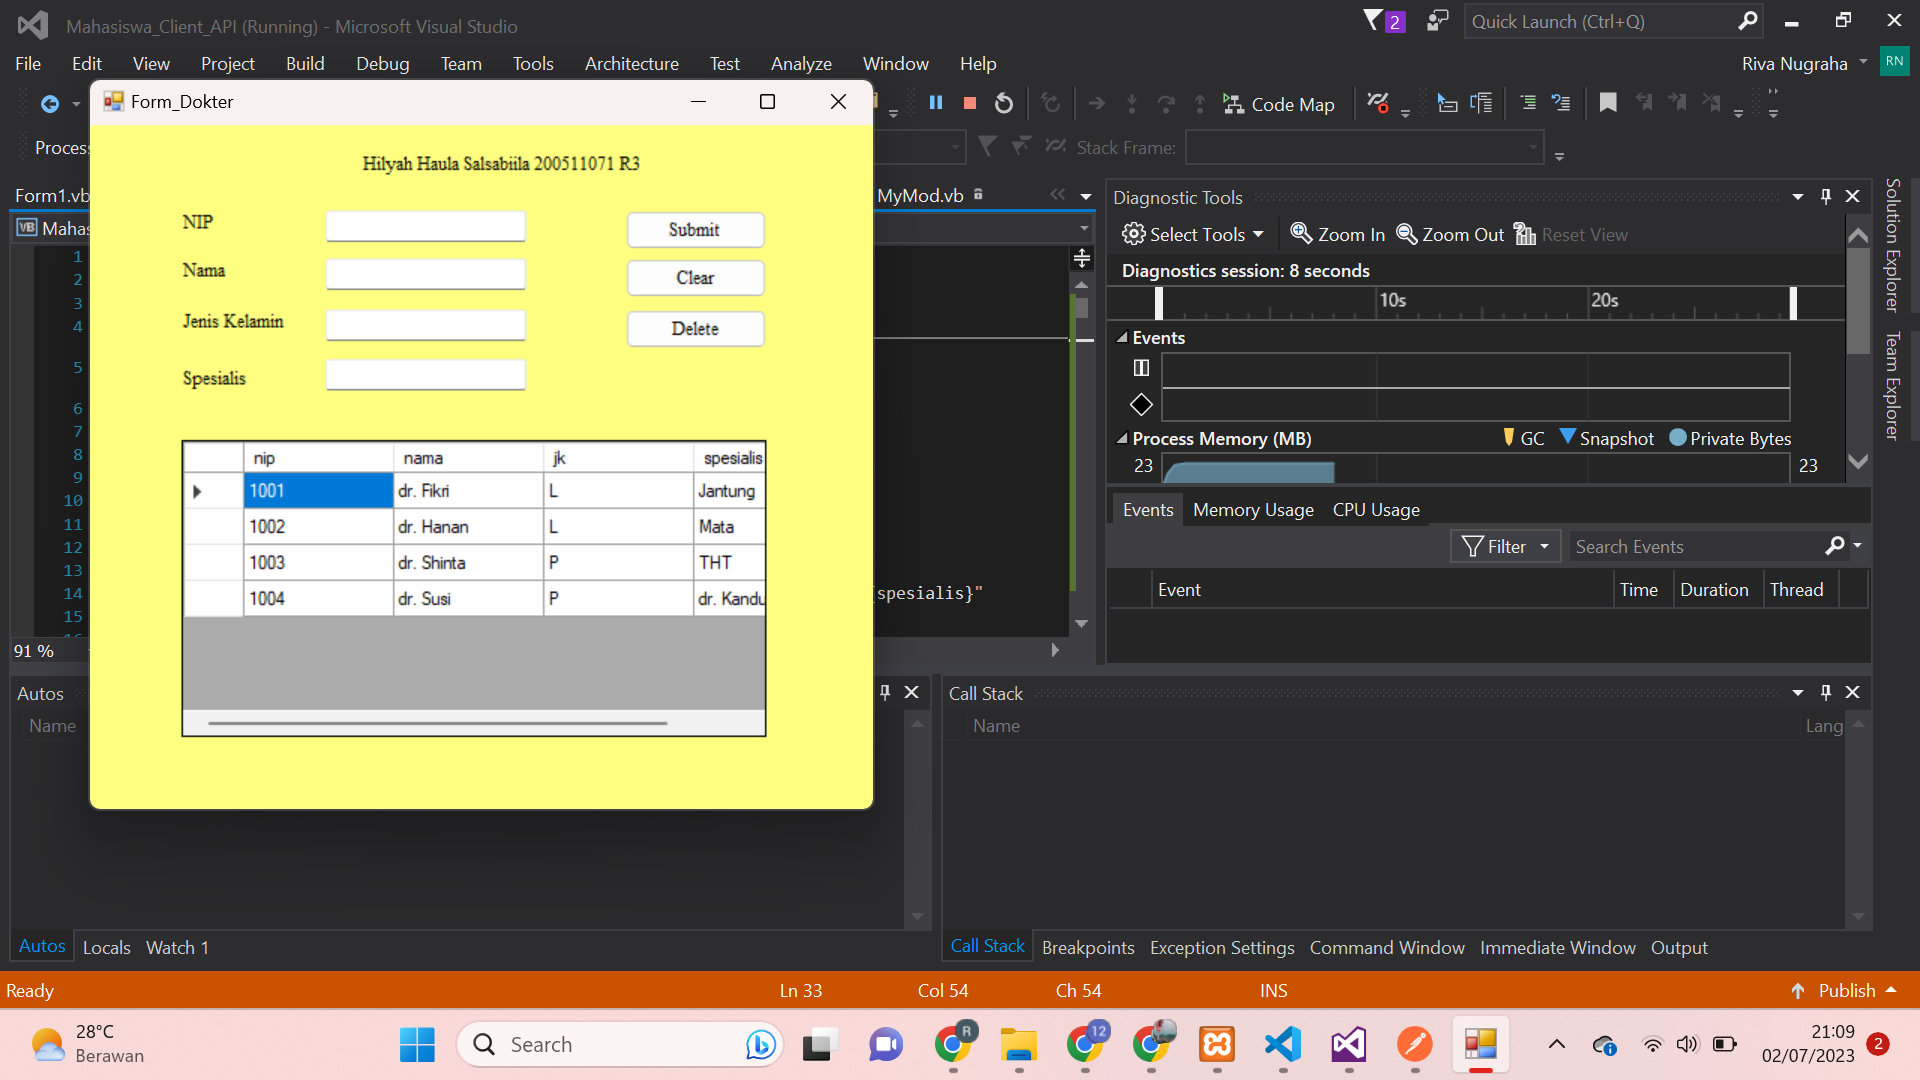 Mahasiswa_Client_API (Running) - Microsoft Visual Studio
2
Quick Launch (Ctrl+Q)
File Edit View Project Build Debug Team Tools Architecture Test Analyze Window Help
Riva Nugraha
RN
Form_Dokter
Code Map
Process
Stack Frame:
Hilyah Haula Salsabiila 200511071 R3
Form1.vb
MyMod.vb
NIP
Submit
Nama
Clear
Jenis Kelamin
Delete
Spesialis
nip nama jk spesialis
1001 dr. Fikri L Jantung
1002 dr. Hanan L Mata
1003 dr. Shinta P THT
1004 dr. Susi P dr. Kandu
VB Mahas
1
2
3
4
5
6
7
8
9
10
11
12
13
14
15
spesialis}"
91 %
Diagnostic Tools
Select Tools Zoom In Zoom Out Reset View
Diagnostics session: 8 seconds
10s 20s
Events
Process Memory (MB) GC Snapshot Private Bytes
23 23
Events Memory Usage CPU Usage
Filter Search Events
Event Time Duration Thread
Solution Explorer
Team Explorer
Autos
Name
Call Stack
Name Lang
Autos Locals Watch 1
Call Stack Breakpoints Exception Settings Command Window Immediate Window Output
Ready Ln 33 Col 54 Ch 54 INS Publish
28°C
Berawan
Search
R
12
21:09
02/07/2023
2